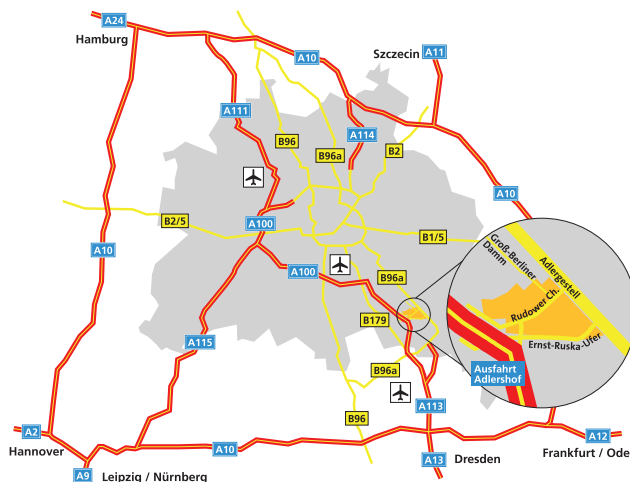 A24
Hamburg
A10
Szczecin
A11
A111
B96
A114
B96a
B2
A10
B2/5
A100
B1/5
A10
A100
B96a
Groß-Berliner
Damm
Adlergestell
Rudower Ch.
Ernst-Ruska-Ufer
Ausfahrt
Adlershof
B179
A115
B96a
A113
B96
A2
Hannover
A9
Leipzig / Nürnberg
A10
A13
Dresden
A12
Frankfurt / Ode